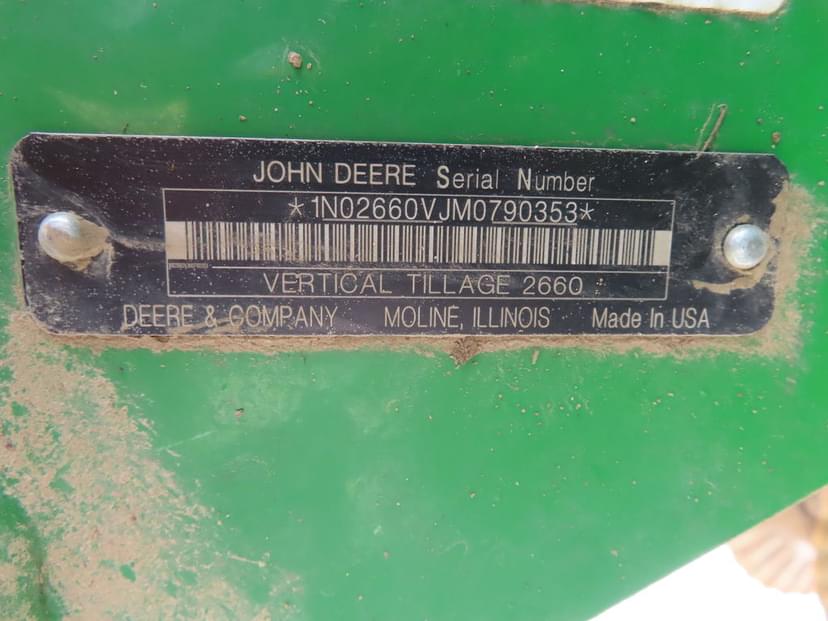 JOHN DEERE Serial Number
*1N02660VJM0790353*
VERTICAL TILLAGE 2660
DEERE & COMPANY MOLINE, ILLINOIS Made In USA